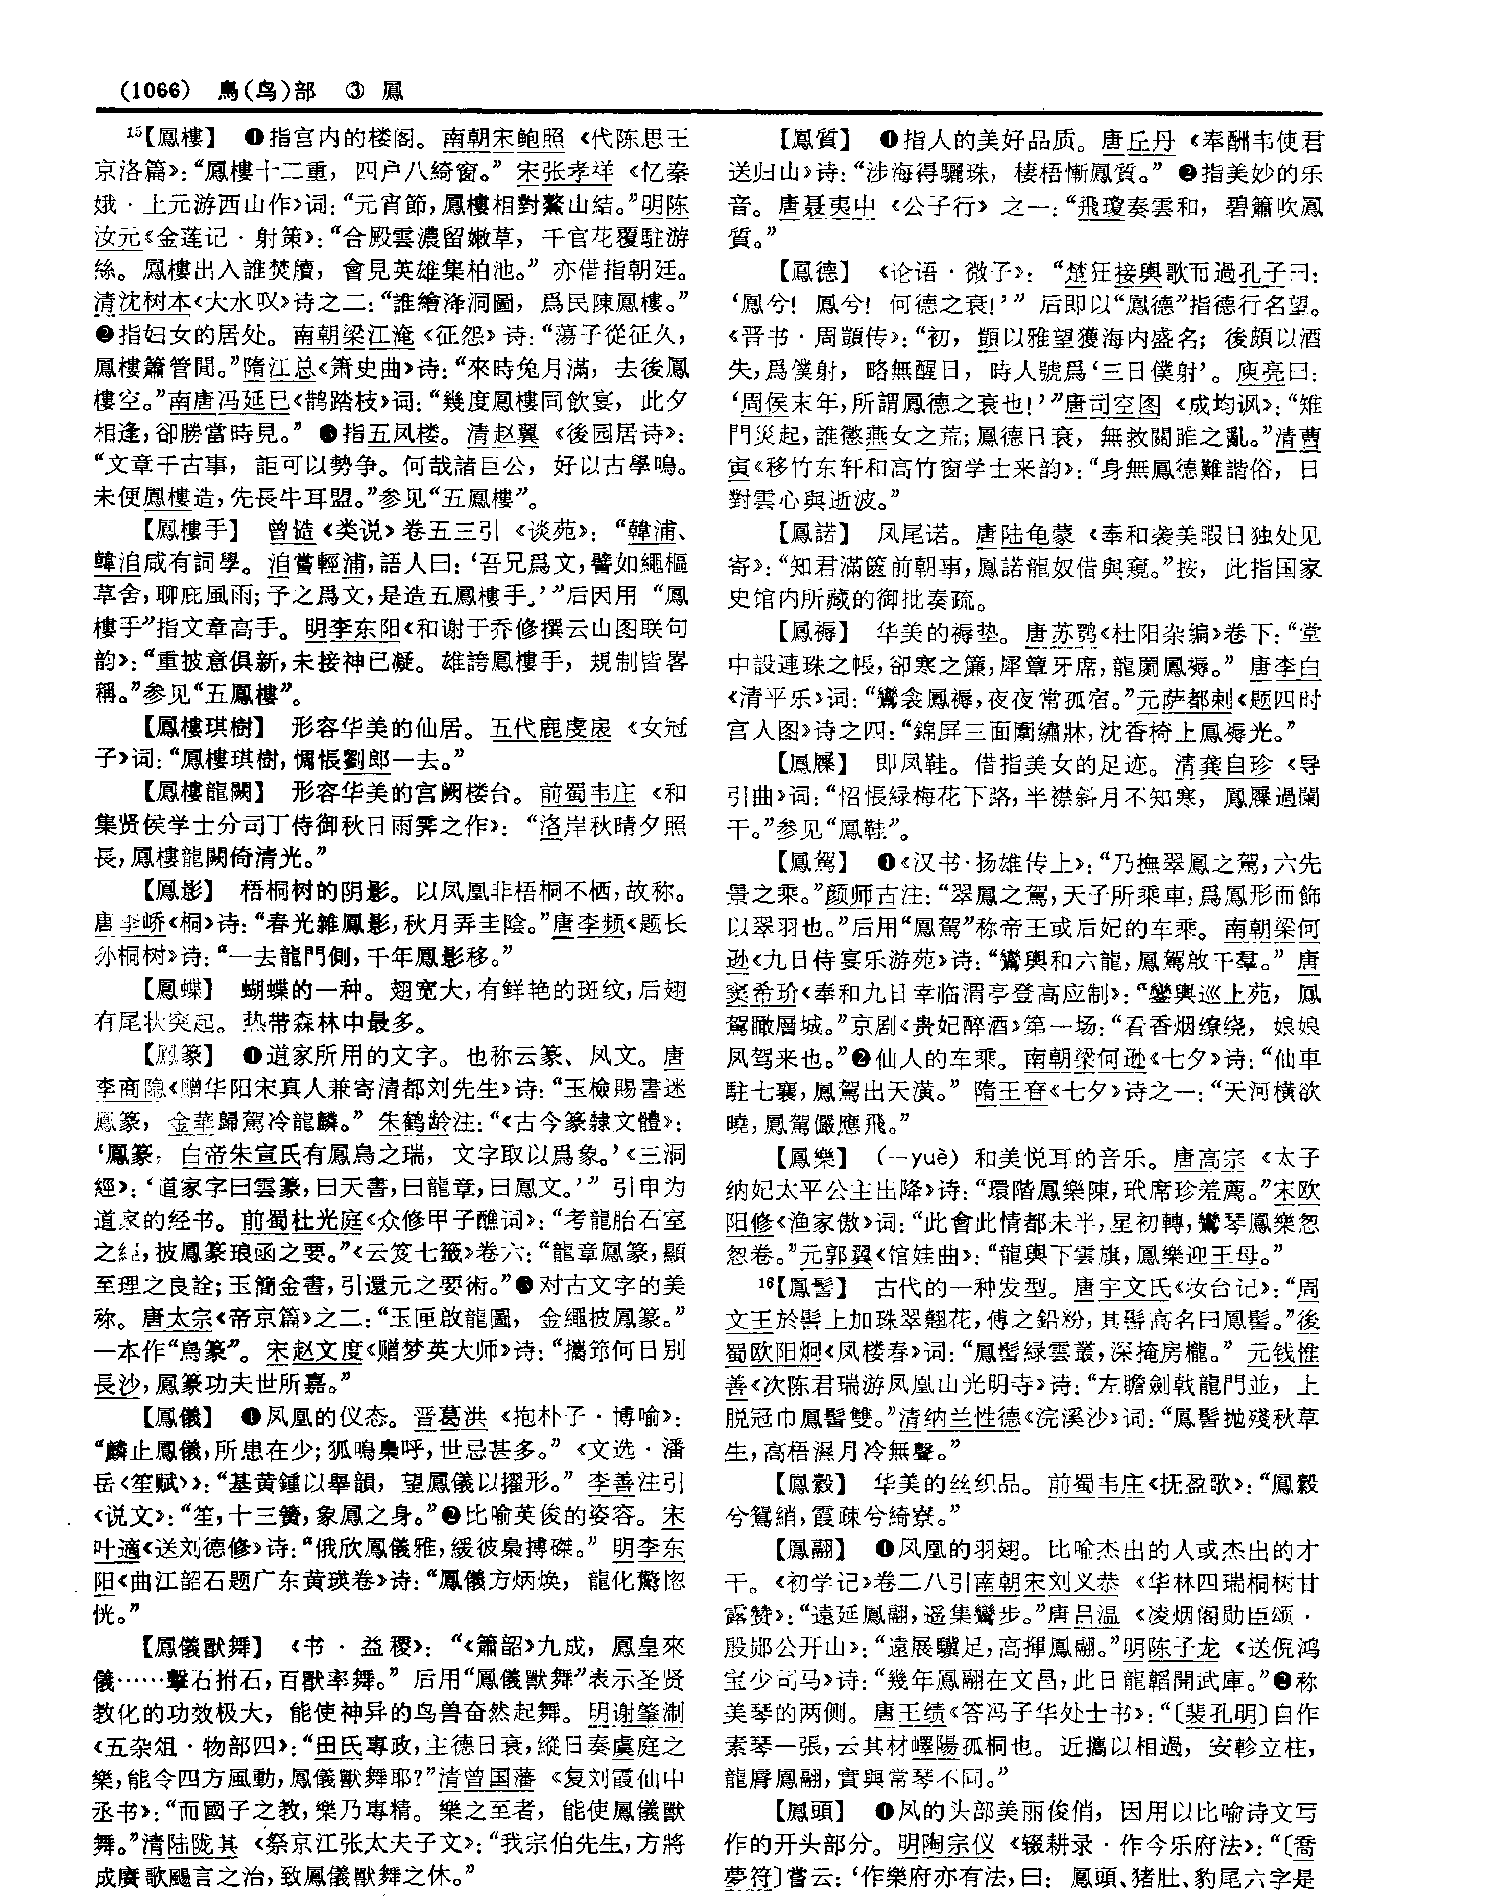 (1066) 鳥(鸟)部 ③ 鳳
15【鳳樓】 ❶指宫内的楼阁。南朝宋鲍照《代陈思王
京洛篇》：“鳳樓十二重，四户八綺窗。”宋张孝祥《忆秦
娥·上元游西山作》词：“元宵節，鳳樓相對鰲山結。”明陈
汝元《金莲记·射策》：“合殿雲濃留嫩草，千官花覆駐游
絲。鳳樓出入誰焚牘，會見英雄集柏池。”亦借指朝廷。
清沈树本《大水叹》诗之二：“誰繪洚洞圖，爲民陳鳳樓。”
❷指妇女的居处。南朝梁江淹《征怨》诗：“蕩子從征久，
鳳樓簫管閒。”隋江总《箫史曲》诗：“來時兔月滿，去後鳳
樓空。”南唐冯延巳《鹊踏枝》词：“幾度鳳樓同飲宴，此夕
相逢，卻勝當時見。”❸指五凤楼。清赵翼《後园居诗》：
“文章千古事，詎可以勢争。何哉諸巨公，好以古學鳴。
未便鳳樓造，先長牛耳盟。”参见“五鳳樓”。
【鳳樓手】 曾慥《类说》卷五三引《谈苑》：“韓浦、
韓洎咸有詞學。洎嘗輕浦，語人曰：‘吾兄爲文，譬如繩樞
草舍，聊庇風雨；予之爲文，是造五鳳樓手。’”后因用“鳳
樓手”指文章高手。明李东阳《和谢于乔修撰云山图联句
韵》：“重披意俱新，未接神已凝。雄誇鳳樓手，規制皆畧
稱。”参见“五鳳樓”。
【鳳樓琪樹】 形容华美的仙居。五代鹿虔扆《女冠
子》词：“鳳樓琪樹，惆悵劉郎一去。”
【鳳樓龍闕】 形容华美的宫阙楼台。前蜀韦庄《和
集贤侯学士分司丁侍御秋日雨霁之作》：“洛岸秋晴夕照
長，鳳樓龍闕倚清光。”
【鳳影】 梧桐树的阴影。以凤凰非梧桐不栖，故称。
唐李峤《桐》诗：“春光雜鳳影，秋月弄圭陰。”唐李频《题长
孙桐树》诗：“一去龍門側，千年鳳影移。”
【鳳蝶】 蝴蝶的一种。翅宽大，有鲜艳的斑纹，后翅
有尾状突起。热带森林中最多。
【鳳篆】 ❶道家所用的文字。也称云篆、凤文。唐
李商隐《赠华阳宋真人兼寄清都刘先生》诗：“玉檢賜書迷
鳳篆，金華歸駕冷龍麟。”朱鹤龄注：“《古今篆隸文體》：
‘鳳篆，白帝朱宣氏有鳳鳥之瑞，文字取以爲象。’《三洞
經》：‘道家字曰雲篆，曰天書，曰龍章，曰鳳文。’”引申为
道家的经书。前蜀杜光庭《众修甲子醮词》：“考龍胎石室
之經，披鳳篆琅函之要。”《云笈七籤》卷六：“龍章鳳篆，顯
至理之良詮；玉簡金書，引還元之要術。”❷对古文字的美
称。唐太宗《帝京篇》之二：“玉匣啟龍圖，金繩披鳳篆。”
一本作“鳥篆”。宋赵文度《赠梦英大师》诗：“攜筇何日別
長沙，鳳篆功夫世所嘉。”
【鳳儀】 ❶凤凰的仪态。晋葛洪《抱朴子·博喻》：
“麟止鳳儀，所患在少；狐鳴梟呼，世忌甚多。”《文选·潘
岳〈笙赋〉》：“基黄鍾以舉韻，望鳳儀以擢形。”李善注引
《说文》：“笙，十三簧，象鳳之身。”❷比喻英俊的姿容。宋
叶適《送刘德修》诗：“俄欣鳳儀雅，緩彼梟搏磔。”明李东
阳《曲江韶石题广东黄瑛卷》诗：“鳳儀方炳焕，龍化驚惚
恍。”
【鳳儀獸舞】 《书·益稷》：“《簫韶》九成，鳳皇來
儀……擊石拊石，百獸率舞。”后用“鳳儀獸舞”表示圣贤
教化的功效极大，能使神异的鸟兽奋然起舞。明谢肇淛
《五杂俎·物部四》：“田氏專政，主德日衰，縱日奏虞庭之
樂，能令四方風動，鳳儀獸舞耶？”清曾国藩《复刘霞仙中
丞书》：“而國子之教，樂乃專精。樂之至者，能使鳳儀獸
舞。”清陆陇其《祭京江张太夫子文》：“我宗伯先生，方將
成賡歌颺言之治，致鳳儀獸舞之休。”
【鳳質】 ❶指人的美好品质。唐丘丹《奉酬韦使君
送归山》诗：“涉海得驪珠，棲梧慚鳳質。”❷指美妙的乐
音。唐聂夷中《公子行》之一：“飛瓊奏雲和，碧簫吹鳳
質。”
【鳳德】 《论语·微子》：“楚狂接輿歌而過孔子曰：
‘鳳兮！鳳兮！何德之衰！’”后即以“鳳德”指德行名望。
《晋书·周顗传》：“初，顗以雅望獲海内盛名；後頗以酒
失，爲僕射，略無醒日，時人號爲‘三日僕射’。庾亮曰：
‘周侯末年，所謂鳳德之衰也！’”唐司空图《成均讽》：“雉
門災起，誰懲燕女之荒；鳳德日衰，無救關雎之亂。”清曹
寅《移竹东轩和高竹窗学士来韵》：“身無鳳德難諧俗，日
對雲心與逝波。”
【鳳諾】 凤尾诺。唐陆龟蒙《奉和袭美暇日独处见
寄》：“知君滿篋前朝事，鳳諾龍奴借與窺。”按，此指国家
史馆内所藏的御批奏疏。
【鳳褥】 华美的褥垫。唐苏鹗《杜阳杂编》卷下：“堂
中設連珠之帳，卻寒之簾，犀簟牙席，龍罽鳳褥。”唐李白
《清平乐》词：“鸞衾鳳褥，夜夜常孤宿。”元萨都剌《题四时
宫人图》诗之四：“錦屏三面圍繡牀，沈香椅上鳳褥光。”
【鳳屧】 即凤鞋。借指美女的足迹。清龚自珍《导
引曲》词：“怊悵緑梅花下路，半襟斜月不知寒，鳳屧過闌
干。”参见“鳳鞋”。
【鳳駕】 ❶《汉书·扬雄传上》：“乃撫翠鳳之駕，六先
景之乘。”颜师古注：“翠鳳之駕，天子所乘車，爲鳳形而飾
以翠羽也。”后用“鳳駕”称帝王或后妃的车乘。南朝梁何
逊《九日侍宴乐游苑》诗：“鸞輿和六龍，鳳駕啟千羣。”唐
窦希玠《奉和九日幸临渭亭登高应制》：“鑾輿巡上苑，鳳
駕瞰層城。”京剧《贵妃醉酒》第一场：“看香烟缭绕，娘娘
凤驾来也。”❷仙人的车乘。南朝梁何逊《七夕》诗：“仙車
駐七襄，鳳駕出天潢。”隋王眘《七夕》诗之一：“天河横欲
曉，鳳駕儼應飛。”
【鳳樂】 （—yuè）和美悦耳的音乐。唐高宗《太子
纳妃太平公主出降》诗：“環階鳳樂陳，玳席珍羞薦。”宋欧
阳修《渔家傲》词：“此會此情都未半，星初轉，鸞琴鳳樂怱
怱卷。”元郭翼《馆娃曲》：“龍輿下雲旗，鳳樂迎王母。”
16【鳳髻】 古代的一种发型。唐宇文氏《妆台记》：“周
文王於髻上加珠翠翹花，傅之鉛粉，其髻高名曰鳳髻。”後
蜀欧阳炯《凤楼春》词：“鳳髻緑雲叢，深掩房櫳。”元钱惟
善《次陈君瑞游凤凰山光明寺》诗：“左瞻劍戟龍門並，上
脱冠巾鳳髻雙。”清纳兰性德《浣溪沙》词：“鳳髻抛殘秋草
生，高梧濕月冷無聲。”
【鳳縠】 华美的丝织品。前蜀韦庄《抚盈歌》：“鳳縠
兮鴛綃，霞疎兮綺寮。”
【鳳翮】 ❶凤凰的羽翅。比喻杰出的人或杰出的才
干。《初学记》卷二八引南朝宋刘义恭《华林四瑞桐树甘
露赞》：“遠延鳳翮，遥集鸞步。”唐吕温《凌烟阁勋臣颂·
殷郧公开山》：“遠展驥足，高揮鳳翮。”明陈子龙《送倪鸿
宝少司马》诗：“幾年鳳翮在文昌，此日龍韜開武庫。”❷称
美琴的两侧。唐王绩《答冯子华处士书》：“〔裴孔明〕自作
素琴一張，云其材嶧陽孤桐也。近攜以相過，安軫立柱，
龍脣鳳翮，實與常琴不同。”
【鳳頭】 ❶凤的头部美丽俊俏，因用以比喻诗文写
作的开头部分。明陶宗仪《辍耕录·作今乐府法》：“〔喬
夢符〕嘗云：‘作樂府亦有法，曰：鳳頭、猪肚、豹尾六字是